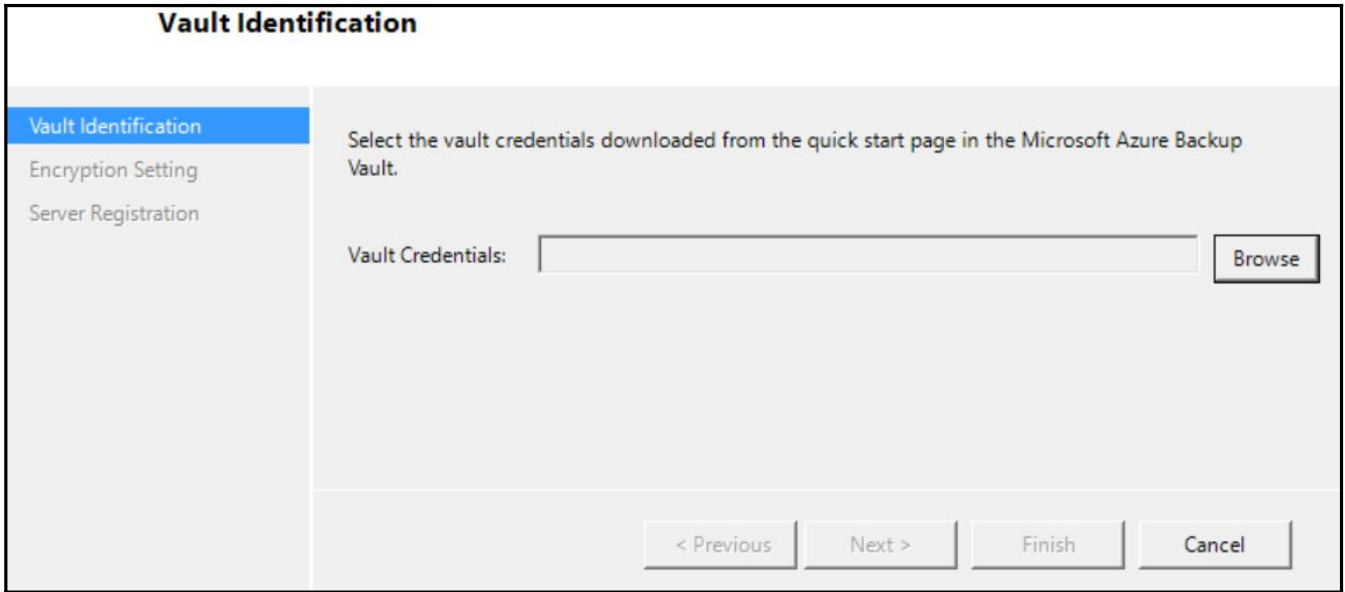 Vault Identification
Vault Identification
Encryption Setting
Server Registration
Select the vault credentials downloaded from the quick start page in the Microsoft Azure Backup
Vault.
Vault Credentials:
Browse
< Previous
Next >
Finish
Cancel